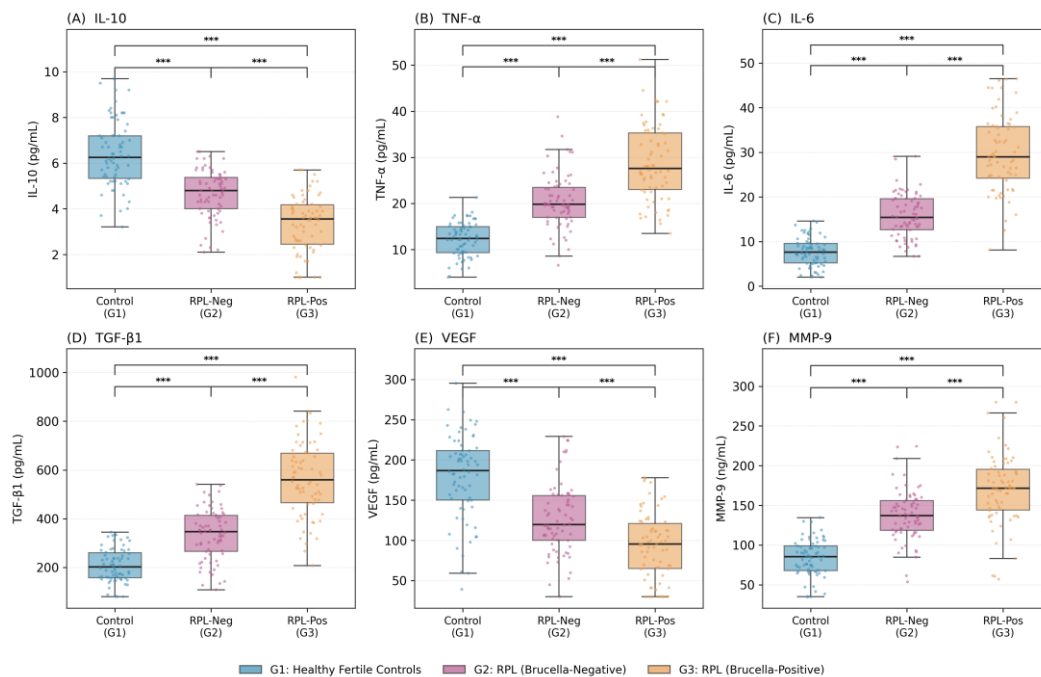 (A) IL-10
***
*** ***
10
8
6
4
2
IL-10 (pg/mL)
Control
(G1)
RPL-Neg
(G2)
RPL-Pos
(G3)
(B) TNF-α
***
*** ***
50
40
30
20
10
TNF-α (pg/mL)
Control
(G1)
RPL-Neg
(G2)
RPL-Pos
(G3)
(C) IL-6
***
*** ***
50
40
30
20
10
0
IL-6 (pg/mL)
Control
(G1)
RPL-Neg
(G2)
RPL-Pos
(G3)
(D) TGF-β1
***
*** ***
1000
800
600
400
200
TGF-β1 (pg/mL)
Control
(G1)
RPL-Neg
(G2)
RPL-Pos
(G3)
(E) VEGF
***
*** ***
300
250
200
150
100
50
VEGF (pg/mL)
Control
(G1)
RPL-Neg
(G2)
RPL-Pos
(G3)
(F) MMP-9
***
*** ***
300
250
200
150
100
50
MMP-9 (pg/mL)
Control
(G1)
RPL-Neg
(G2)
RPL-Pos
(G3)
G1: Healthy Fertile Controls
G2: RPL (Brucella-Negative)
G3: RPL (Brucella-Positive)